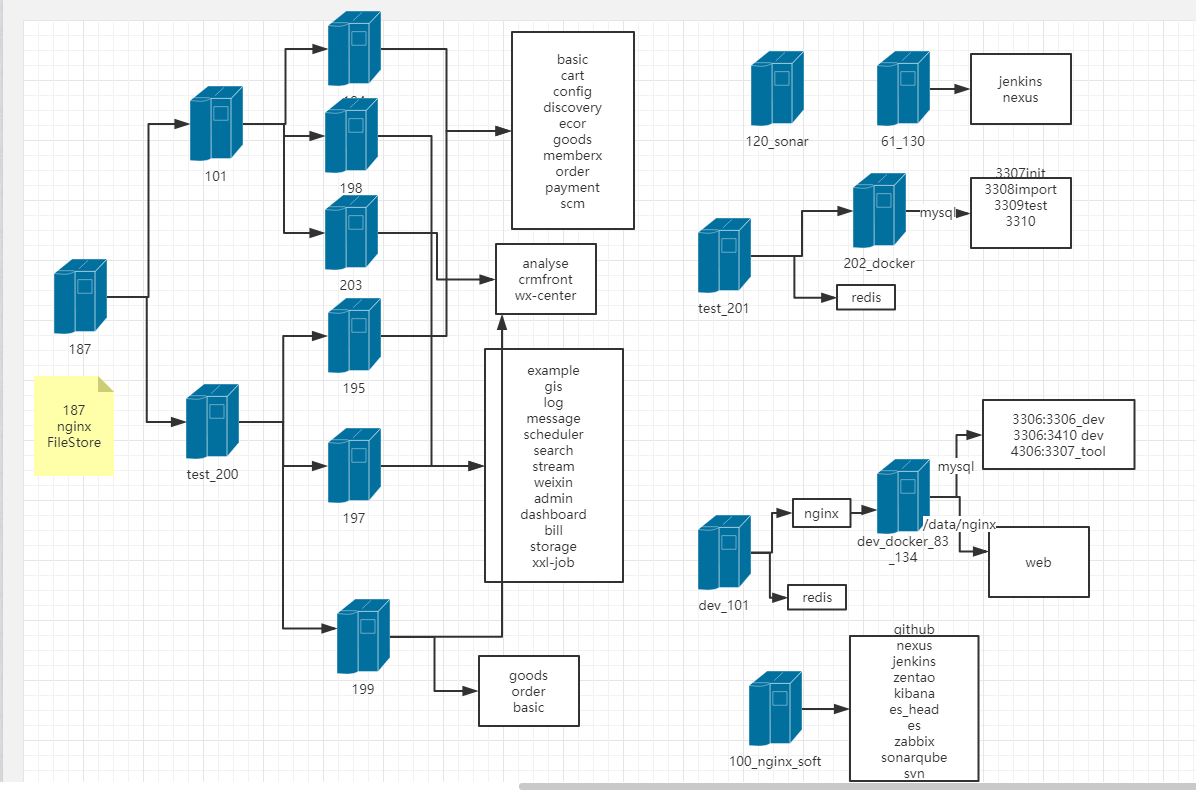 101
198
203
187
187
nginx
FileStore
test_200
195
197
199
basic
cart
config
discovery
ecor
goods
memberx
order
payment
scm
analyse
crmfront
wx-center
example
gis
log
message
scheduler
search
stream
weixin
admin
dashboard
bill
storage
xxl-job
goods
order
basic
120_sonar
61_130
jenkins
nexus
test_201
202_docker
mysql
3307init
3308import
3309test
3310
redis
dev_101
nginx
redis
dev_docker_83
_134
mysql
3306:3306_dev
3306:3410 dev
4306:3307_tool
/data/nginx
web
100_nginx_soft
github
nexus
jenkins
zentao
kibana
es_head
es
zabbix
sonarqube
svn